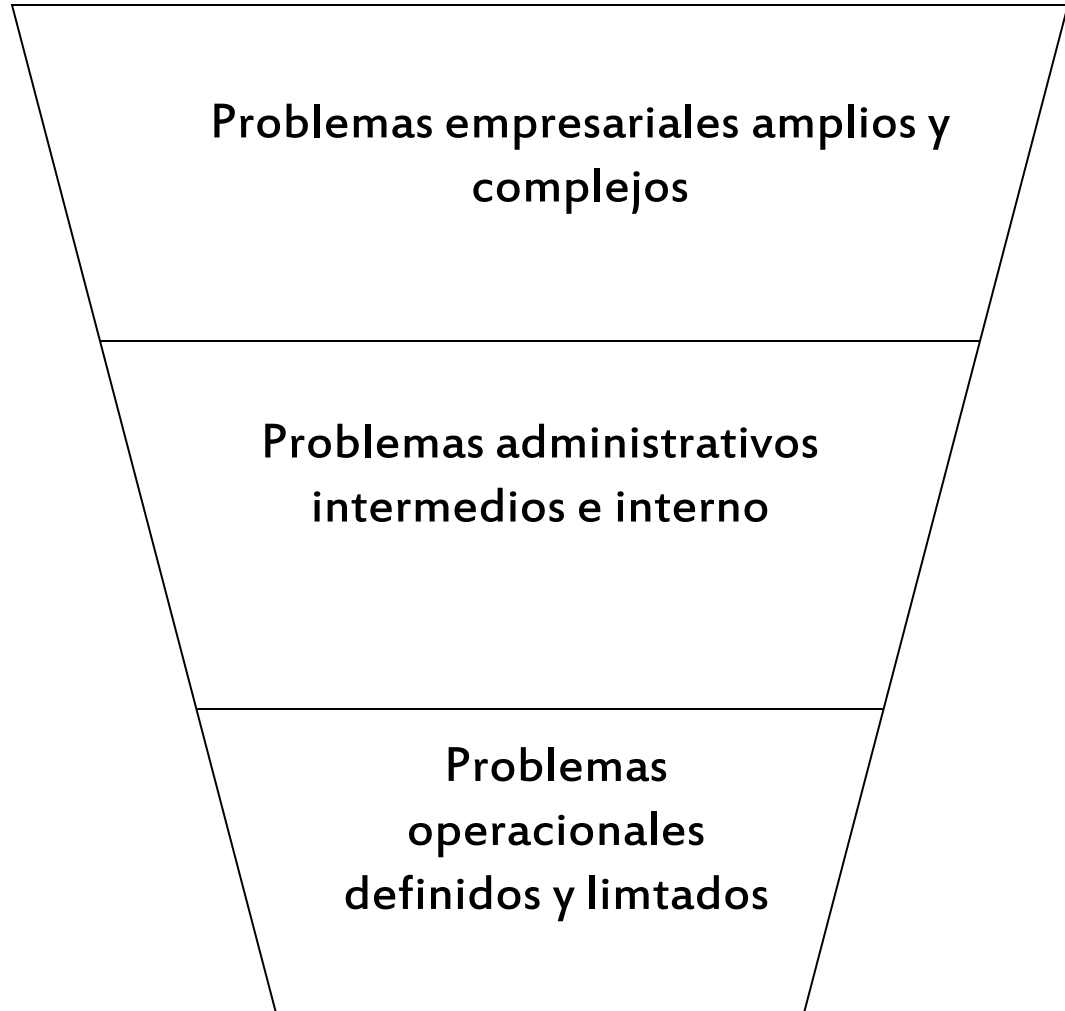 Problemas empresariales amplios y
complejos
Problemas administrativos
intermedios e interno
Problemas
operacionales
definidos y limtados